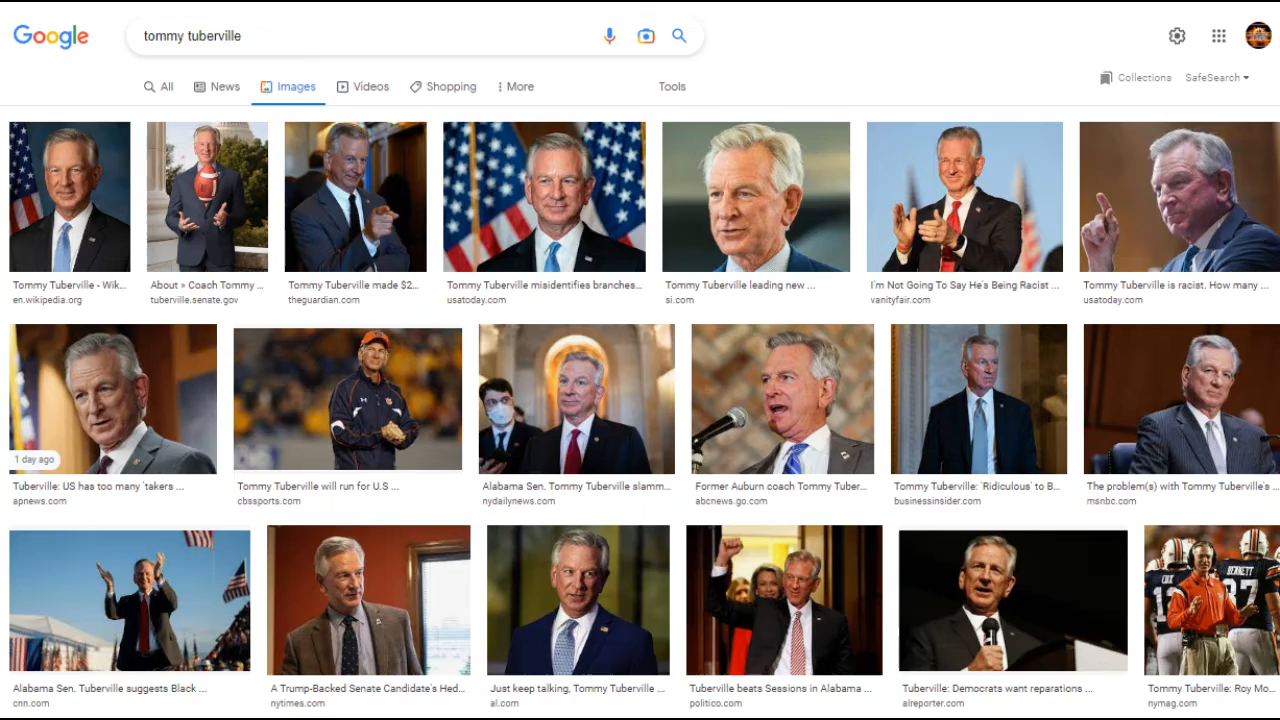 Google
tommy tuberville
All
News
Images
Videos
Shopping
More
Tools
Collections
SafeSearch
Tommy Tuberville - Wik...
en.wikipedia.org
About » Coach Tommy ...
tuberville.senate.gov
Tommy Tuberville made $2...
theguardian.com
Tommy Tuberville misidentifies branches...
usatoday.com
Tommy Tuberville leading new ...
si.com
I'm Not Going To Say He's Being Racist ...
vanityfair.com
Tommy Tuberville is racist. How many ...
usatoday.com
1 day ago
Tuberville: US has too many 'takers ...
apnews.com
Tommy Tuberville will run for U.S ...
cbssports.com
Alabama Sen. Tommy Tuberville slamm...
nydailynews.com
Former Auburn coach Tommy Tuber...
abcnews.go.com
Tommy Tuberville: 'Ridiculous' to B...
businessinsider.com
The problem(s) with Tommy Tuberville's ...
msnbc.com
Alabama Sen. Tuberville suggests Black ...
cnn.com
A Trump-Backed Senate Candidate's Hed...
nytimes.com
Just keep talking, Tommy Tuberville ...
al.com
Tuberville beats Sessions in Alabama ...
politico.com
Tuberville: Democrats want reparations ...
alreporter.com
COX
BENNETT
Tommy Tuberville: Roy Mo...
nymag.com